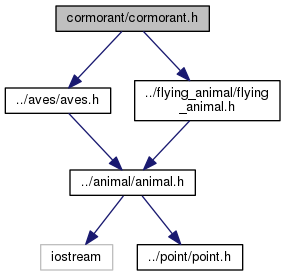 cormorant/cormorant.h
../aves/aves.h
../flying_animal/flying
_animal.h
../animal/animal.h
iostream
../point/point.h